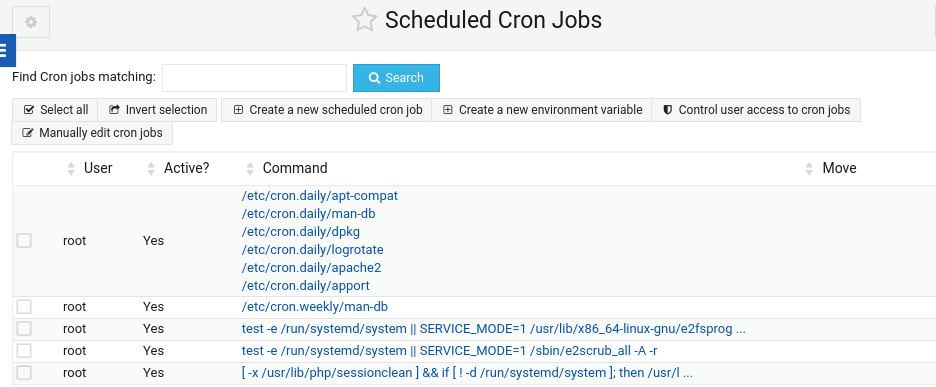 Scheduled Cron Jobs
Find Cron jobs matching: Search
Select all Invert selection Create a new scheduled cron job Create a new environment variable Control user access to cron jobs
Manually edit cron jobs
User Active? Command Move
root Yes /etc/cron.daily/apt-compat
/etc/cron.daily/man-db
/etc/cron.daily/dpkg
/etc/cron.daily/logrotate
/etc/cron.daily/apache2
/etc/cron.daily/apport
root Yes /etc/cron.weekly/man-db
root Yes test -e /run/systemd/system || SERVICE_MODE=1 /usr/lib/x86_64-linux-gnu/e2fsprog ...
root Yes test -e /run/systemd/system || SERVICE_MODE=1 /sbin/e2scrub_all -A -r
root Yes [ -x /usr/lib/php/sessionclean ] && if [ ! -d /run/systemd/system ]; then /usr/l ...